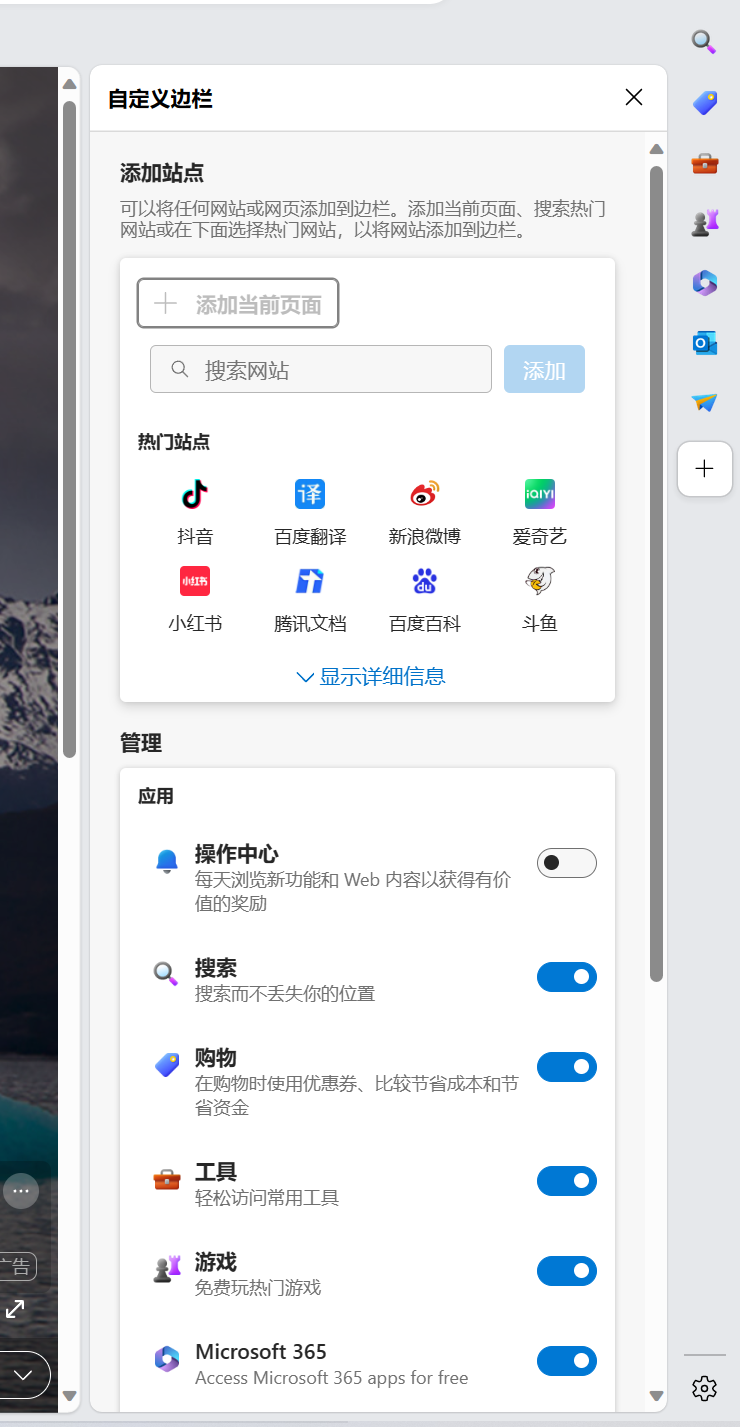 自定义边栏
添加站点
可以将任何网站或网页添加到边栏。添加当前页面、搜索热门
网站或在下面选择热门网站，以将网站添加到边栏。
添加当前页面
搜索网站
添加
热门站点
译
iQIYI
抖音
百度翻译
新浪微博
爱奇艺
小红书
du
小红书
腾讯文档
百度百科
斗鱼
显示详细信息
管理
应用
操作中心
每天浏览新功能和 Web 内容以获得有价
值的奖励
搜索
搜索而不丢失你的位置
购物
在购物时使用优惠券、比较节省成本和节
省资金
工具
轻松访问常用工具
广告
游戏
免费玩热门游戏
Microsoft 365
Access Microsoft 365 apps for free